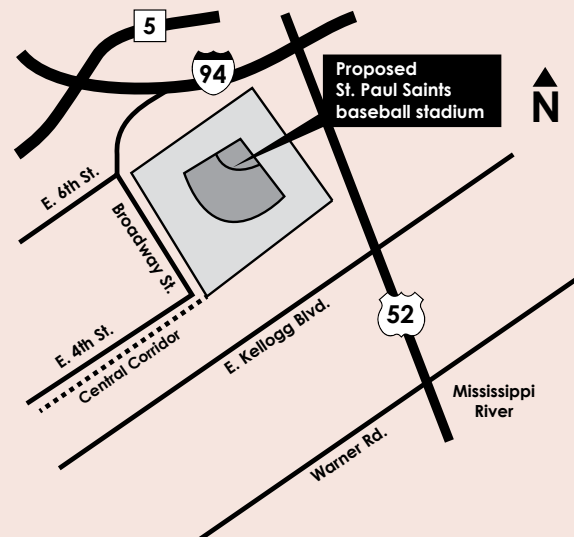 5
94
Proposed
St. Paul Saints
baseball stadium
N
E. 6th St.
Broadway St.
52
E. 4th St.
Central Corridor
E. Kellogg Blvd.
Mississippi
River
Warner Rd.